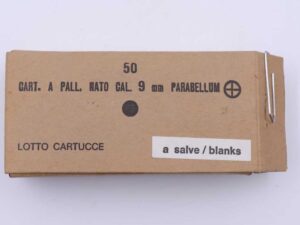 50
CART. A PALL. NATO CAL. 9 mm PARABELLUM
LOTTO CARTUCCE
a salve / blanks